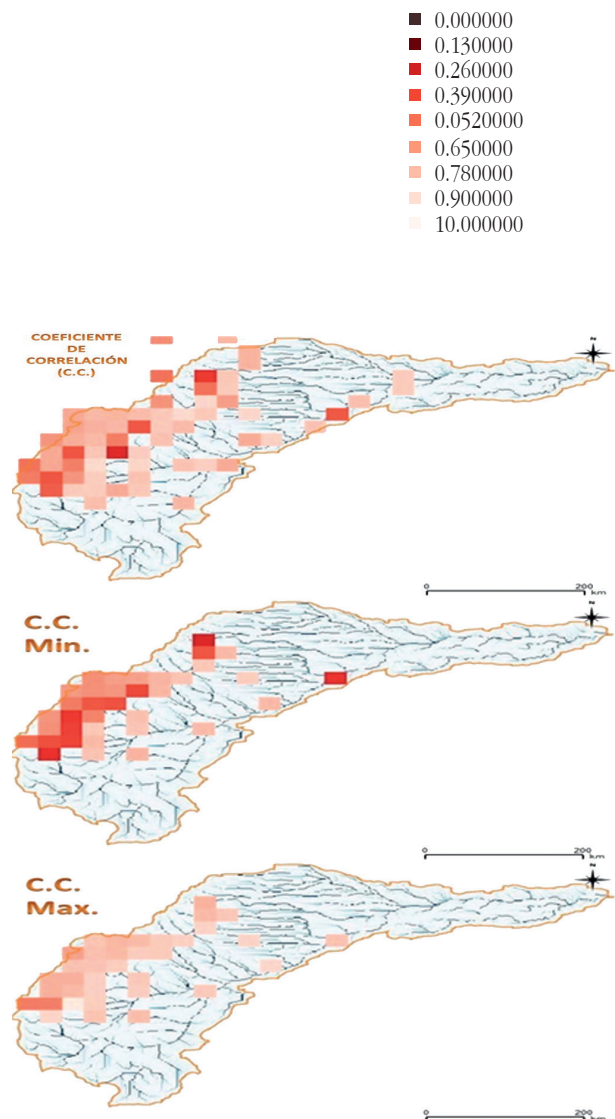 0.000000
0.130000
0.260000
0.390000
0.0520000
0.650000
0.780000
0.900000
10.000000
COEFICIENTE
DE
CORRELACIÓN
(C.C.)
N
0 200
km
C.C.
Min.
N
0 200
km
C.C.
Max.
N
0 200
km